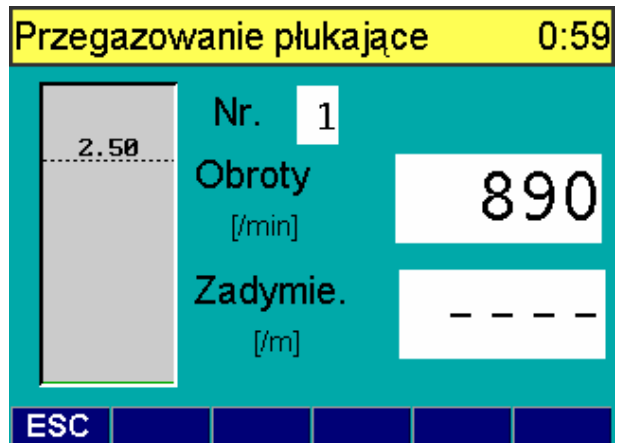 Przegazowanie płukające 0:59
Nr. 1
2.50
Obroty 890
[/min]
Zadymie. ----
[/m]
ESC